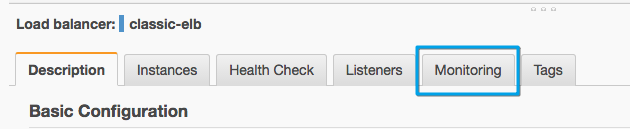 Load balancer: classic-elb
Description Instances Health Check Listeners Monitoring Tags
Basic Configuration